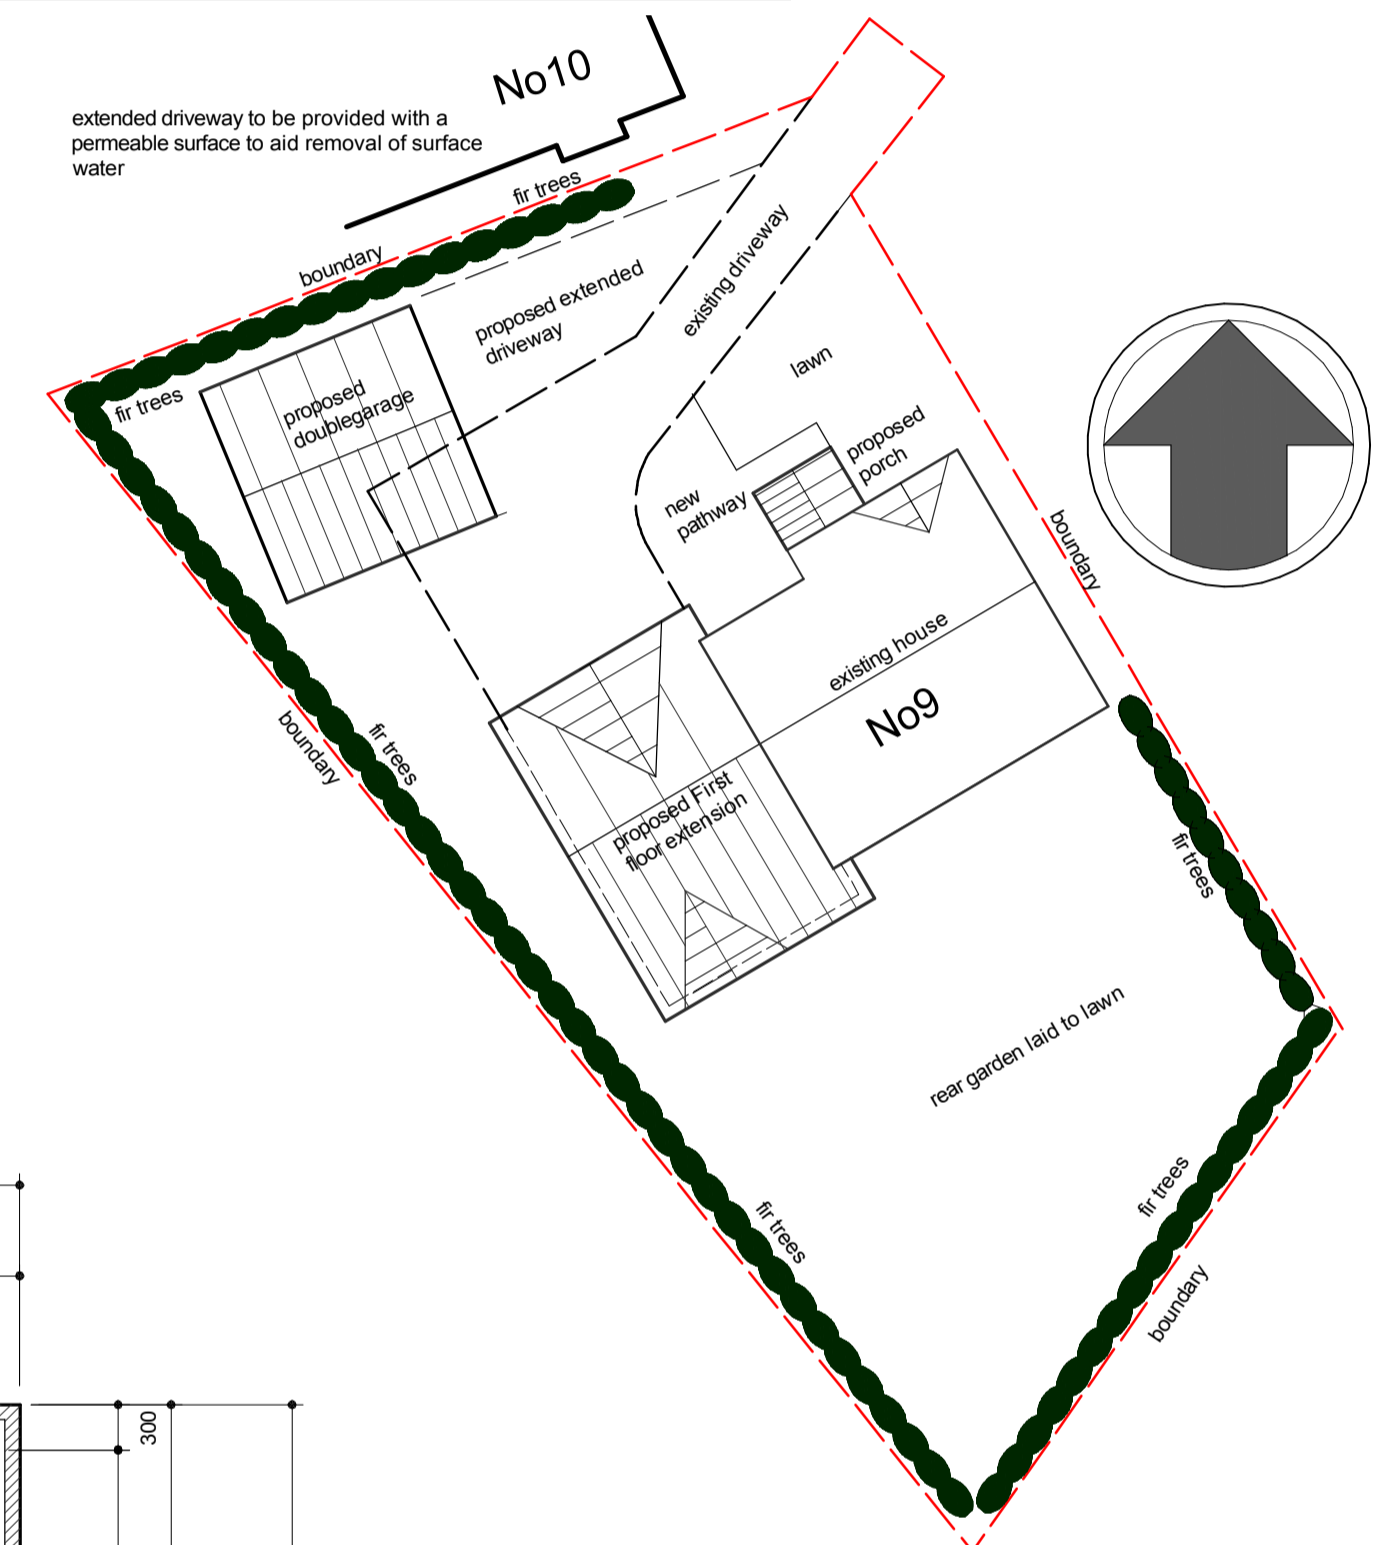 No10
extended driveway to be provided with a
permeable surface to aid removal of surface
water
fir trees
boundary
existing driveway
proposed extended
driveway
lawn
fir trees
proposed
doublegarage
proposed
porch
new
pathway
boundary
existing house
No9
boundary
fir trees
proposed First
floor extension
fir trees
rear garden laid to lawn
fir trees
fir trees
boundary
300